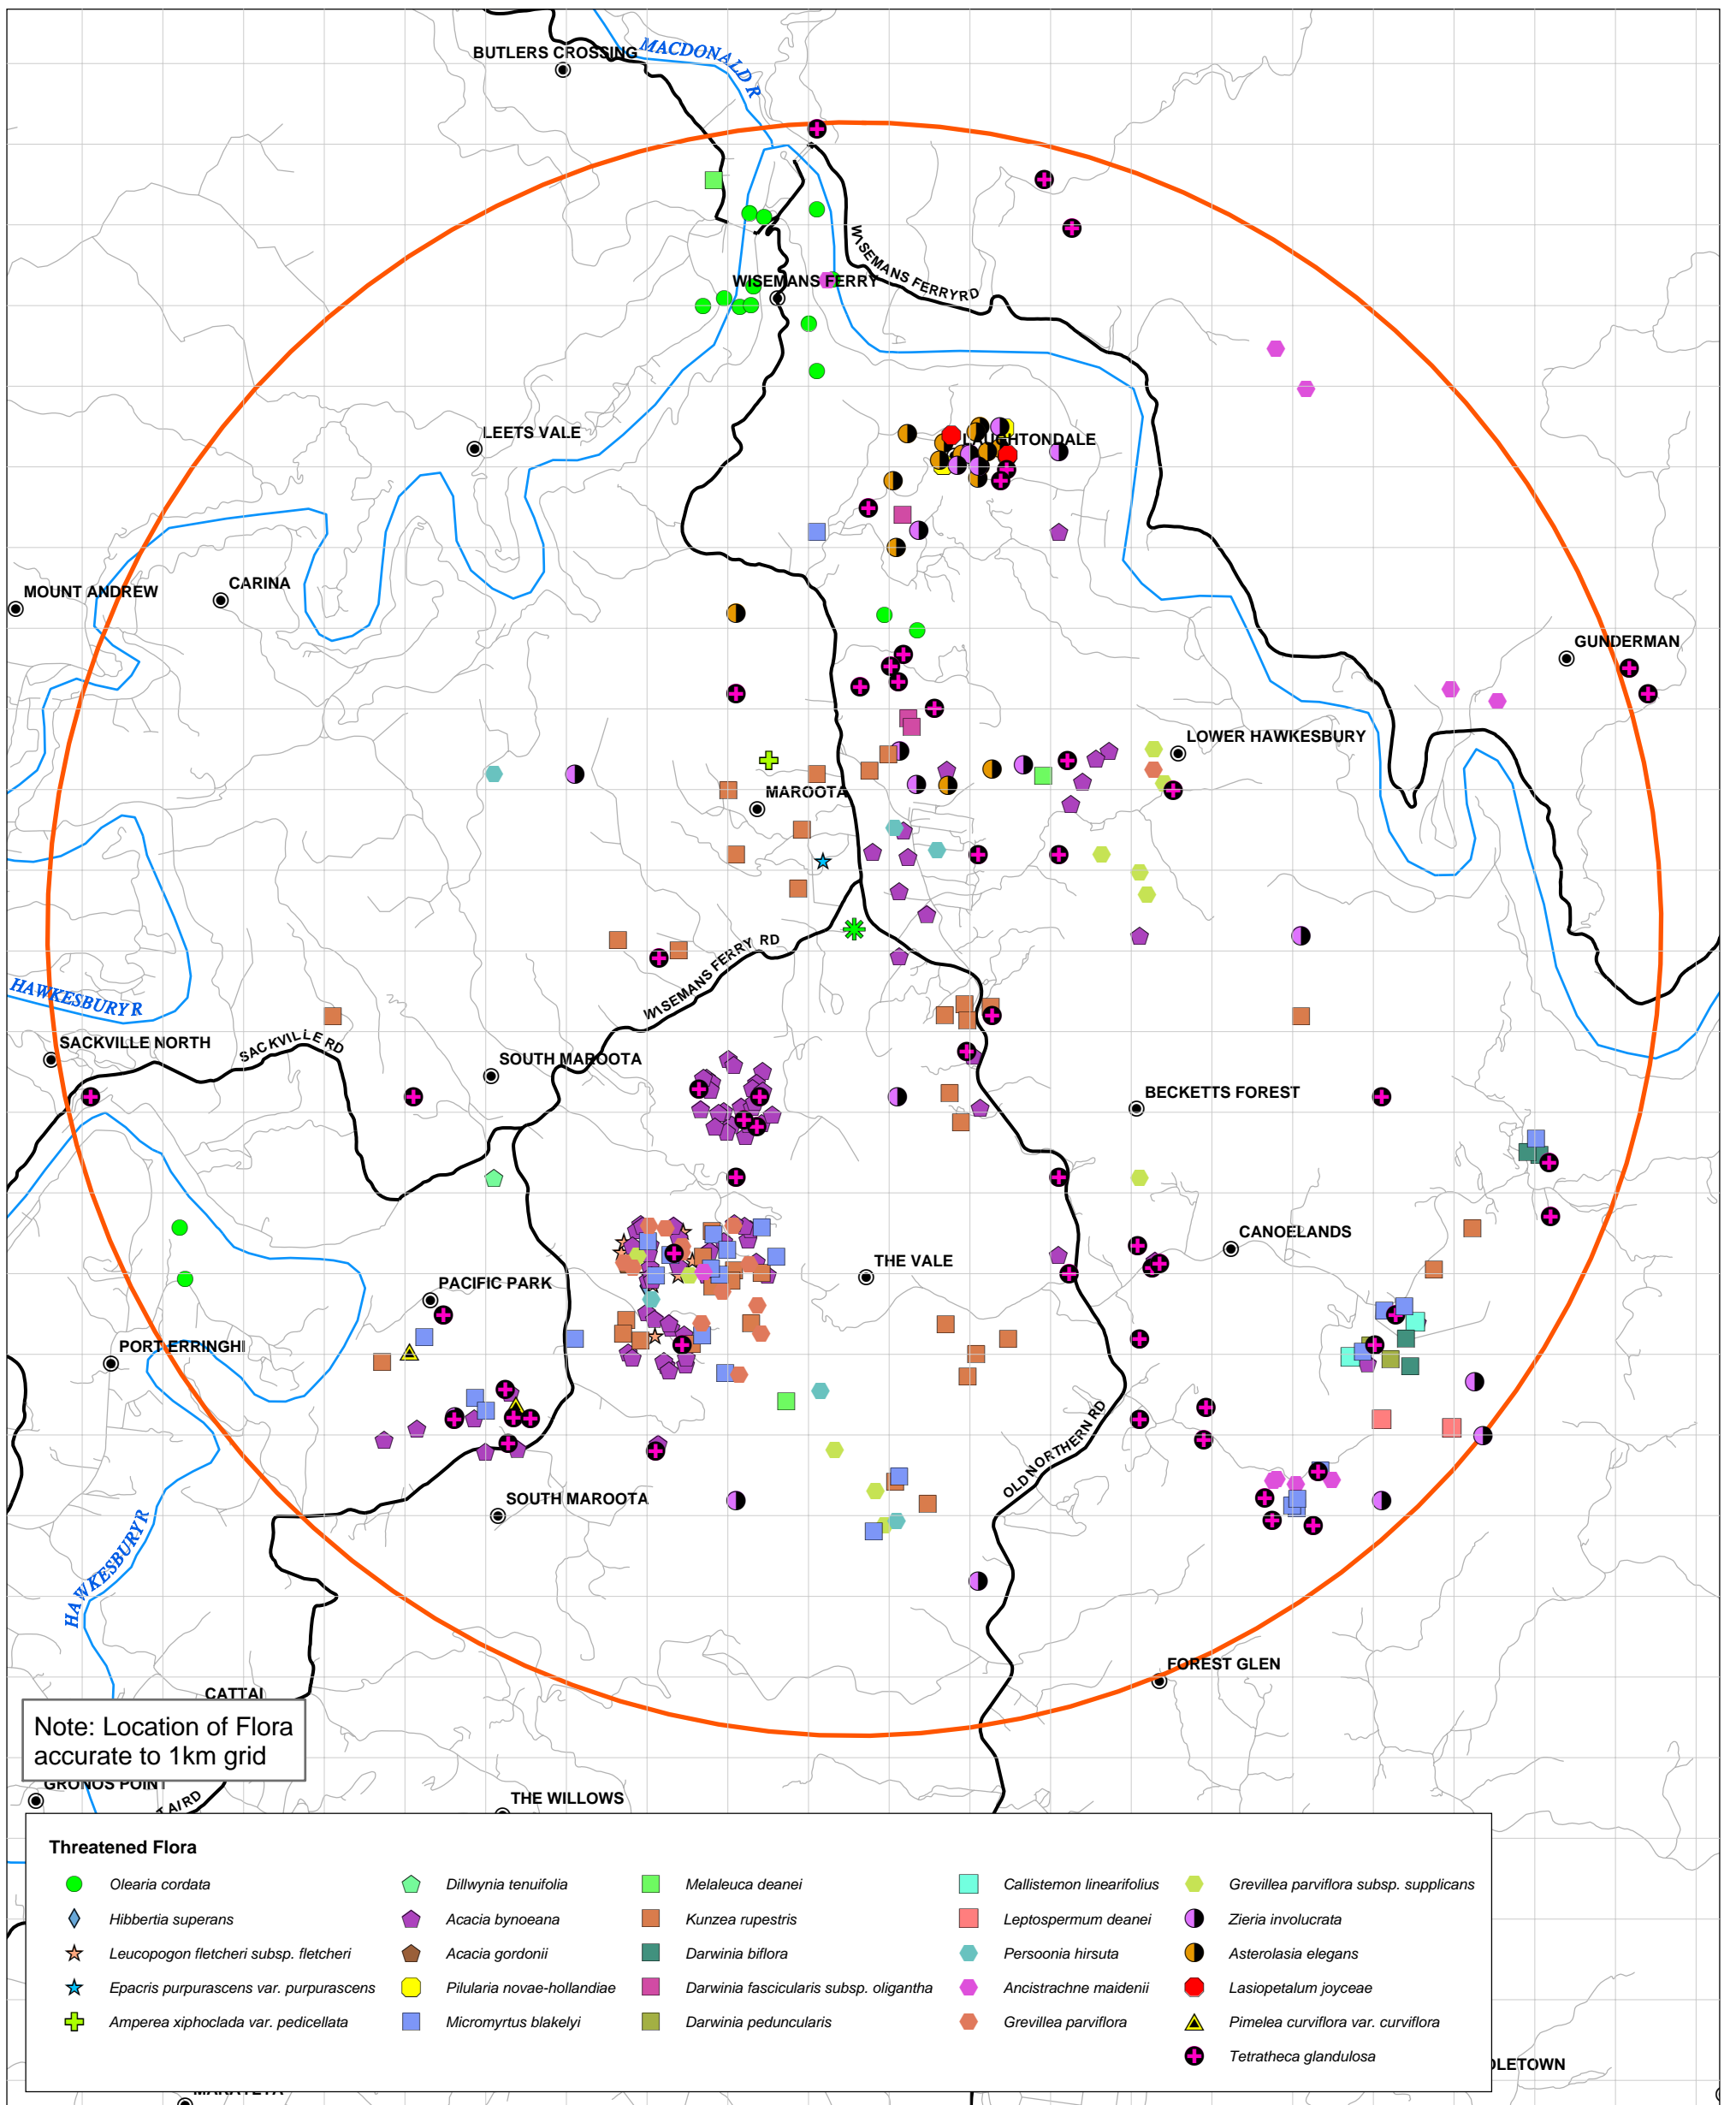 BUTLERS CROSSING
MACDONALD R
WISEMANS FERRYRD
WISEMANS FERRY
LEETS VALE
LAUGHTONDALE
MOUNT ANDREW
CARINA
GUNDERMAN
LOWER HAWKESBURY
MAROOTA
WISEMANS FERRY RD
HAWKESBURY R
SACKVILLE NORTH
SACKVILLE RD
SOUTH MAROOTA
BECKETTS FOREST
CANOELANDS
THE VALE
PACIFIC PARK
PORT ERRINGHI
OLD NORTHERN RD
SOUTH MAROOTA
HAWKESBURY R
FOREST GLEN
CATTAI
Note: Location of Flora
accurate to 1km grid
GRONOS POINT
TAI RD
THE WILLOWS
Threatened Flora
Olearia cordata
Hibbertia superans
Leucopogon fletcheri subsp. fletcheri
Epacris purpurascens var. purpurascens
Amperea xiphoclada var. pedicellata
Dillwynia tenuifolia
Acacia bynoeana
Acacia gordonii
Pilularia novae-hollandiae
Micromyrtus blakelyi
Melaleuca deanei
Kunzea rupestris
Darwinia biflora
Darwinia fascicularis subsp. oligantha
Darwinia peduncularis
Callistemon linearifolius
Leptospermum deanei
Persoonia hirsuta
Ancistrachne maidenii
Grevillea parviflora
Grevillea parviflora subsp. supplicans
Zieria involucrata
Asterolasia elegans
Lasiopetalum joyceae
Pimelea curviflora var. curviflora
Tetratheca glandulosa
DLETOWN